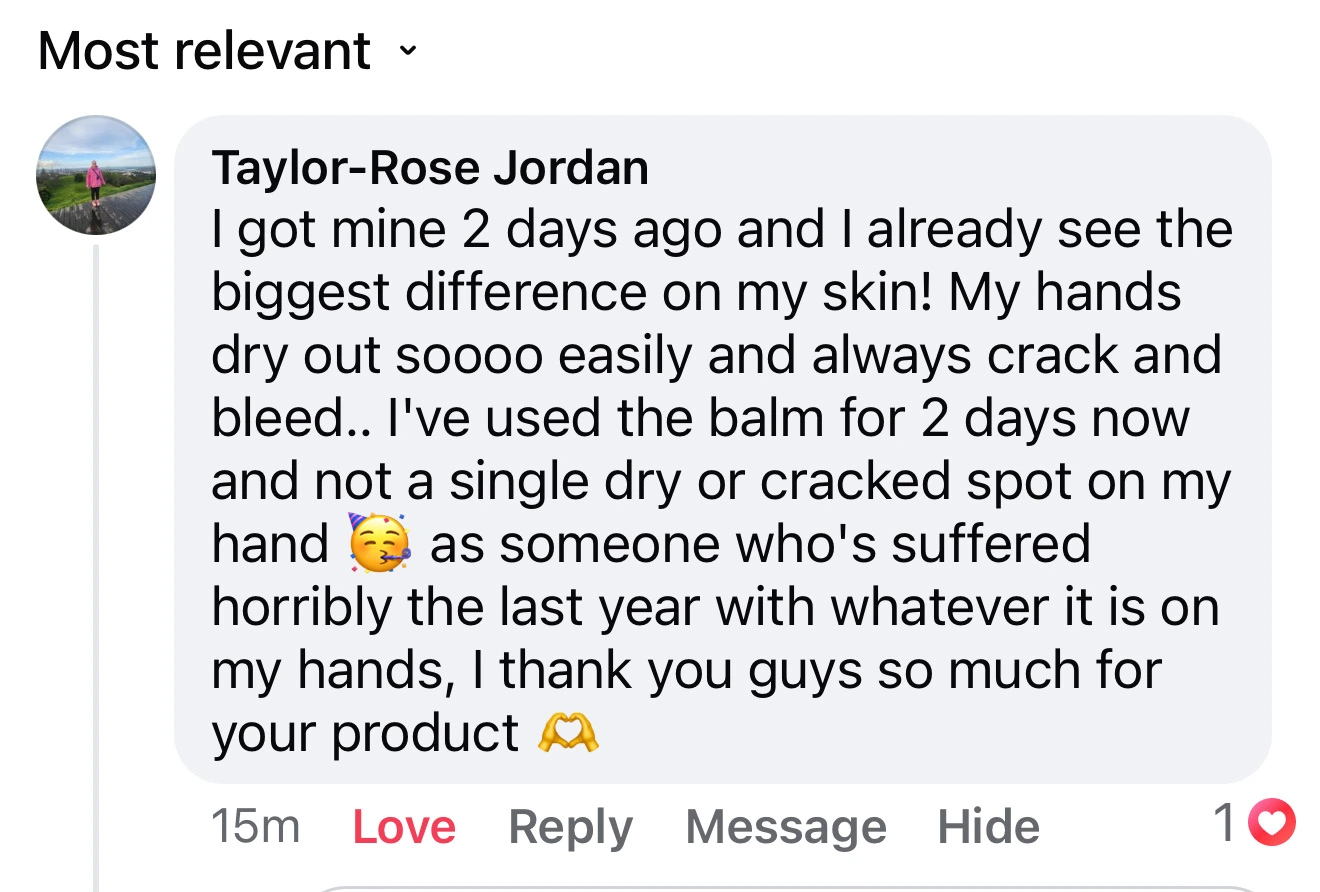 Most relevant
Taylor-Rose Jordan
I got mine 2 days ago and I already see the
biggest difference on my skin! My hands
dry out soooo easily and always crack and
bleed.. I've used the balm for 2 days now
and not a single dry or cracked spot on my
hand 🥳 as someone who's suffered
horribly the last year with whatever it is on
my hands, I thank you guys so much for
your product 🫶
15m Love Reply Message Hide 1